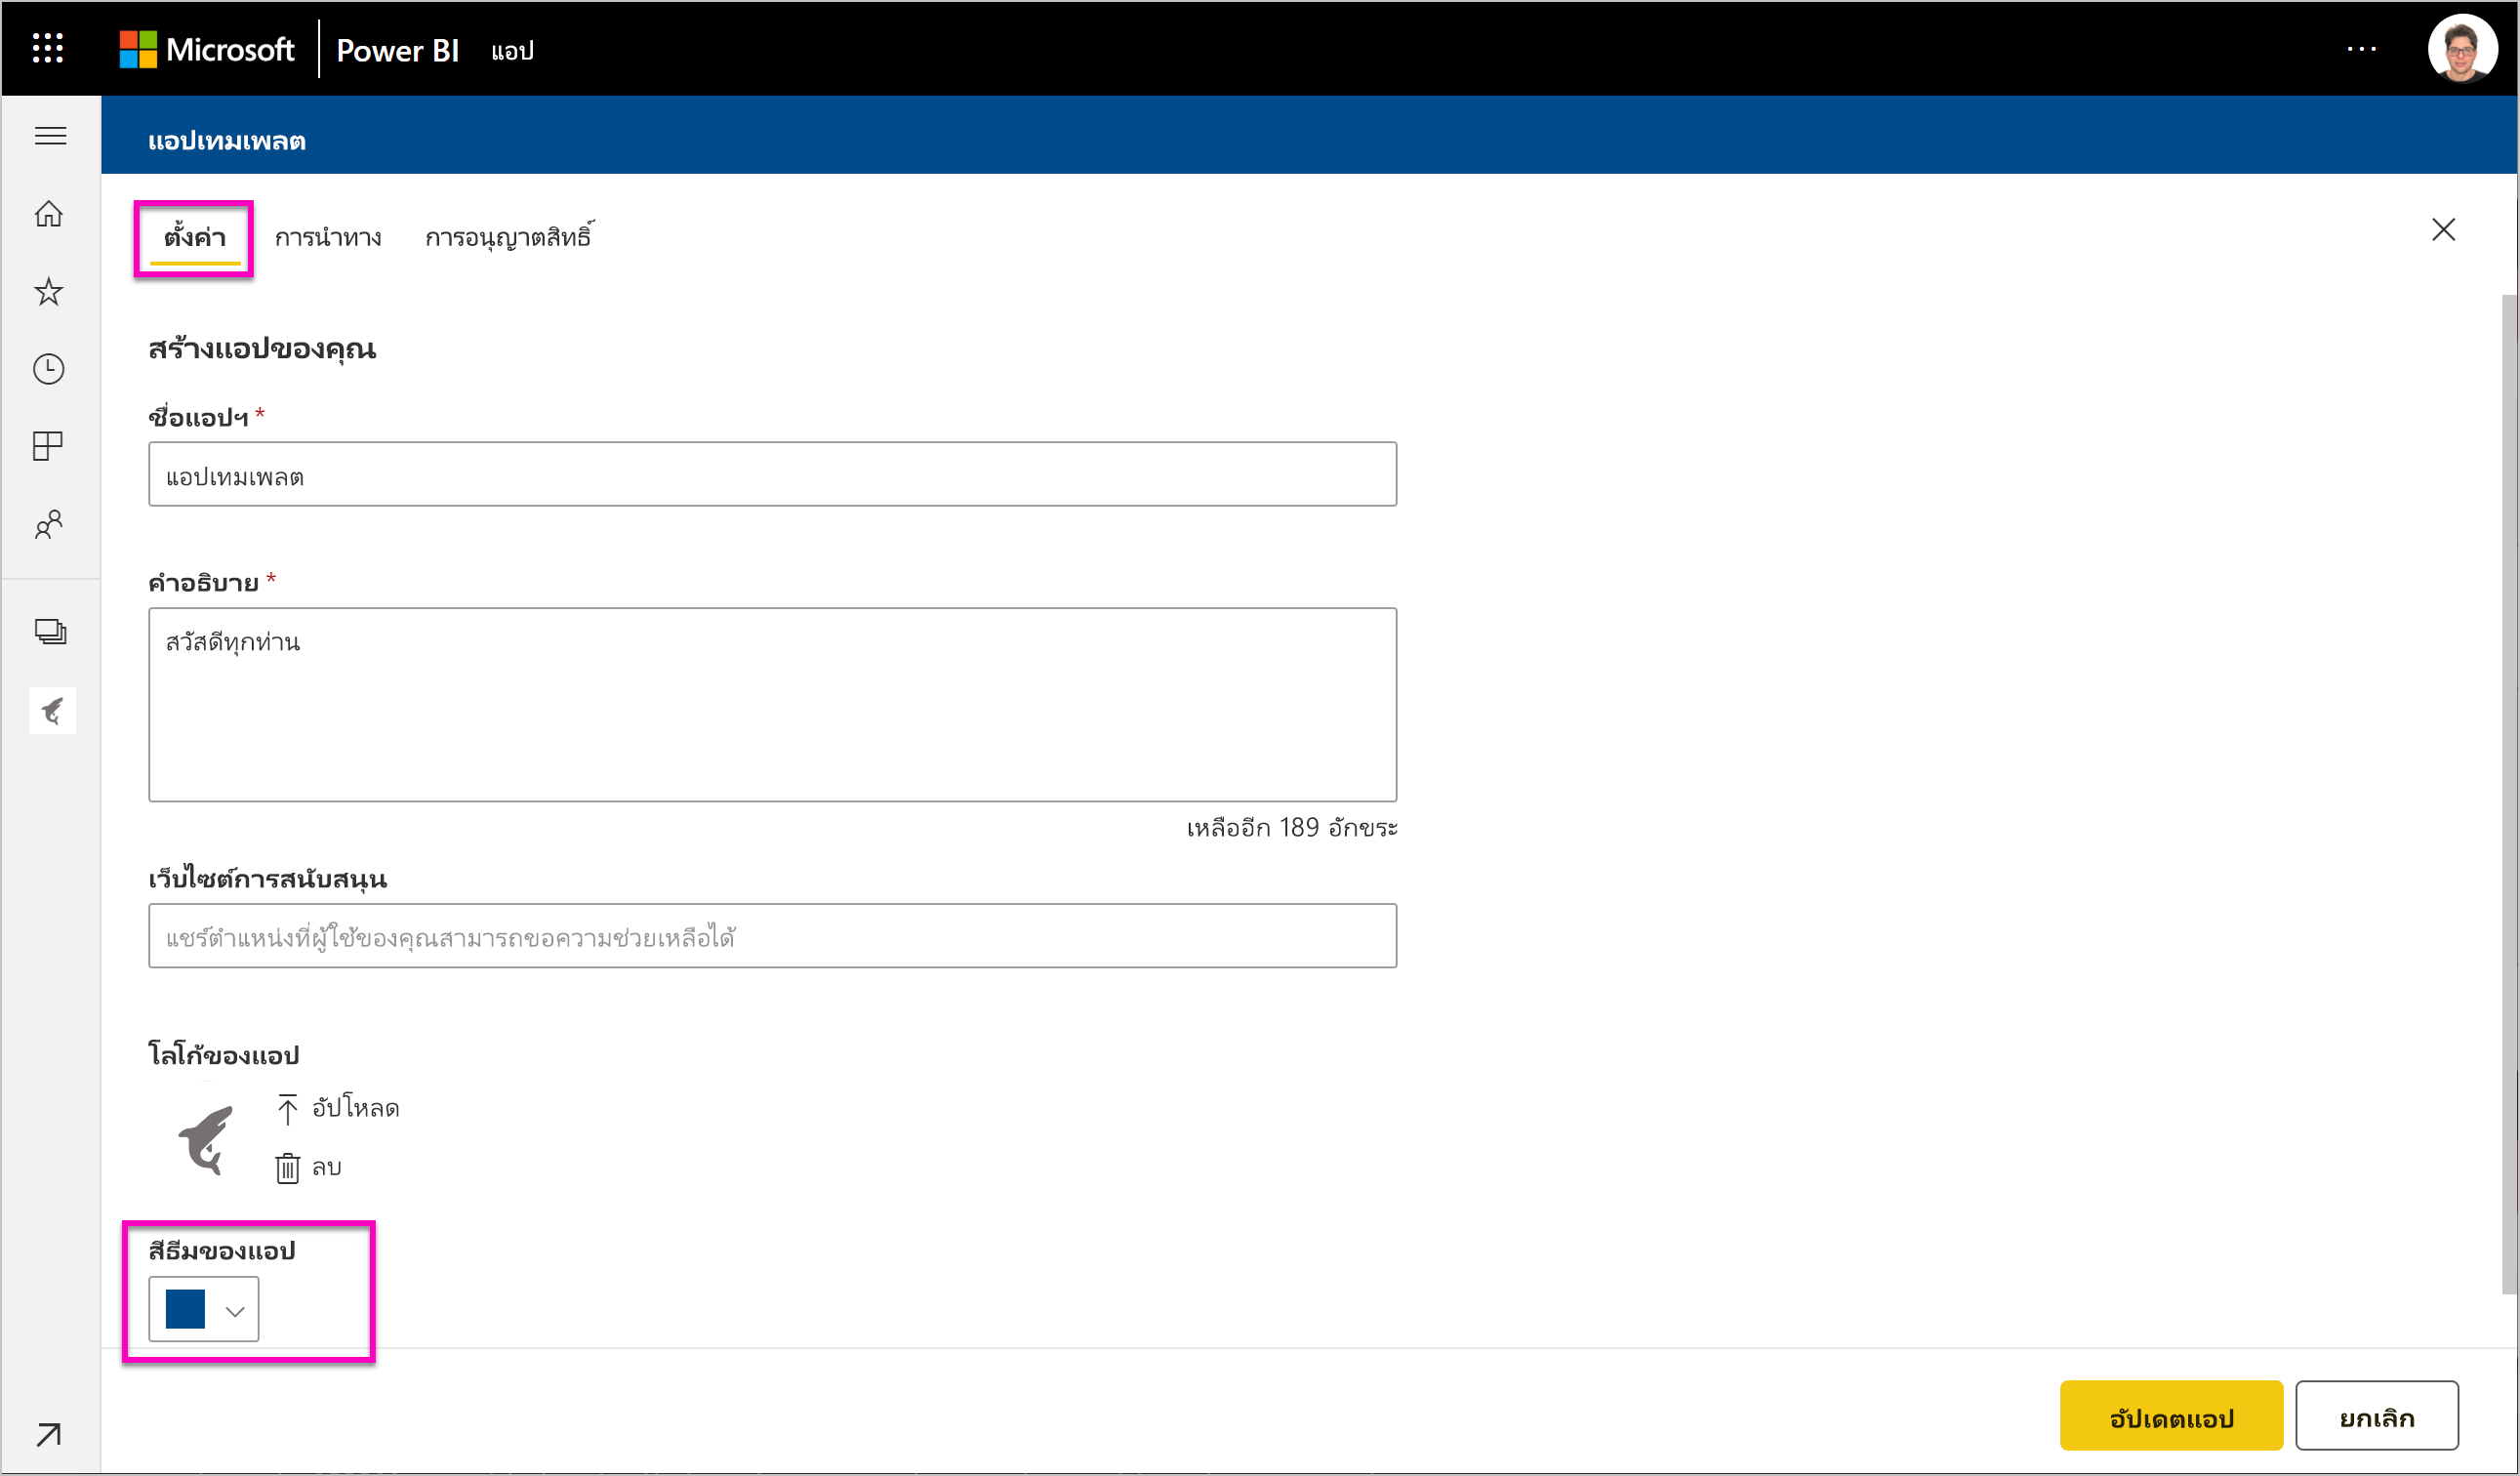 Microsoft Power BI แอป
แอปเทมเพลต
ตั้งค่า การนำทาง การอนุญาตสิทธิ์
สร้างแอปของคุณ
ชื่อแอปฯ *
แอปเทมเพลต
คำอธิบาย *
สวัสดีทุกท่าน
เหลืออีก 189 อักขระ
เว็บไซต์การสนับสนุน
แชร์ตำแหน่งที่ผู้ใช้ของคุณสามารถขอความช่วยเหลือได้
โลโก้ของแอป
อัปโหลด
ลบ
สีธีมของแอป
อัปเดตแอป ยกเลิก